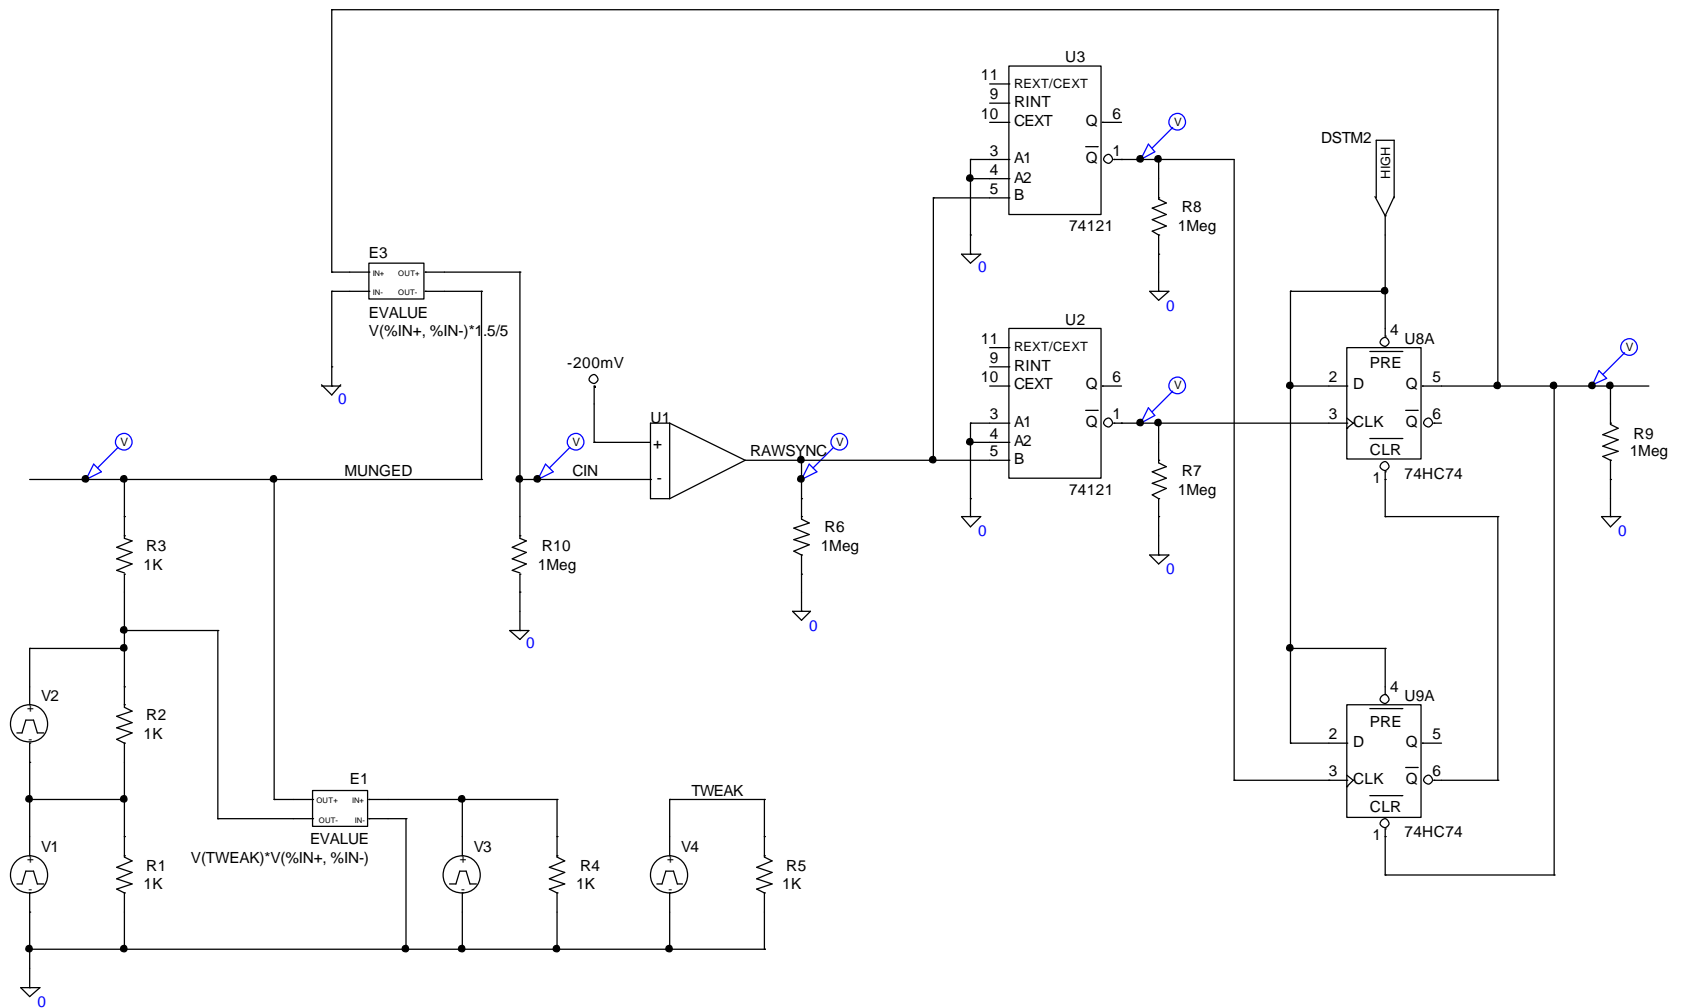 U3
11 REXT/CEXT
9 RINT
10 CEXT Q 6
3 A1 Q 1
4 A2
5 B
74121
V
R8
1Meg
0
0
DSTM2
HIGH
E3
IN+ OUT+
IN- OUT-
EVALUE
V(%IN+, %IN-)*1.5/5
0
U2
11 REXT/CEXT
9 RINT
10 CEXT Q 6
3 A1 Q 1
4 A2
5 B
74121
V
R7
1Meg
0
0
-200mV
U1
+
-
RAWSYNC
V
CIN
V
MUNGED
V
R6
1Meg
0
R10
1Meg
0
4 U8A
PRE
2 D Q 5
3 CLK Q 6
CLR
1 74HC74
V
R9
1Meg
0
R3
1K
V2
+
-
R2
1K
V1
+
-
R1
1K
0
E1
OUT+ IN+
OUT- IN-
EVALUE
V(TWEAK)*V(%IN+, %IN-)
V3
+
-
R4
1K
TWEAK
V4
+
-
R5
1K
4 U9A
PRE
2 D Q 5
3 CLK Q 6
CLR
1 74HC74